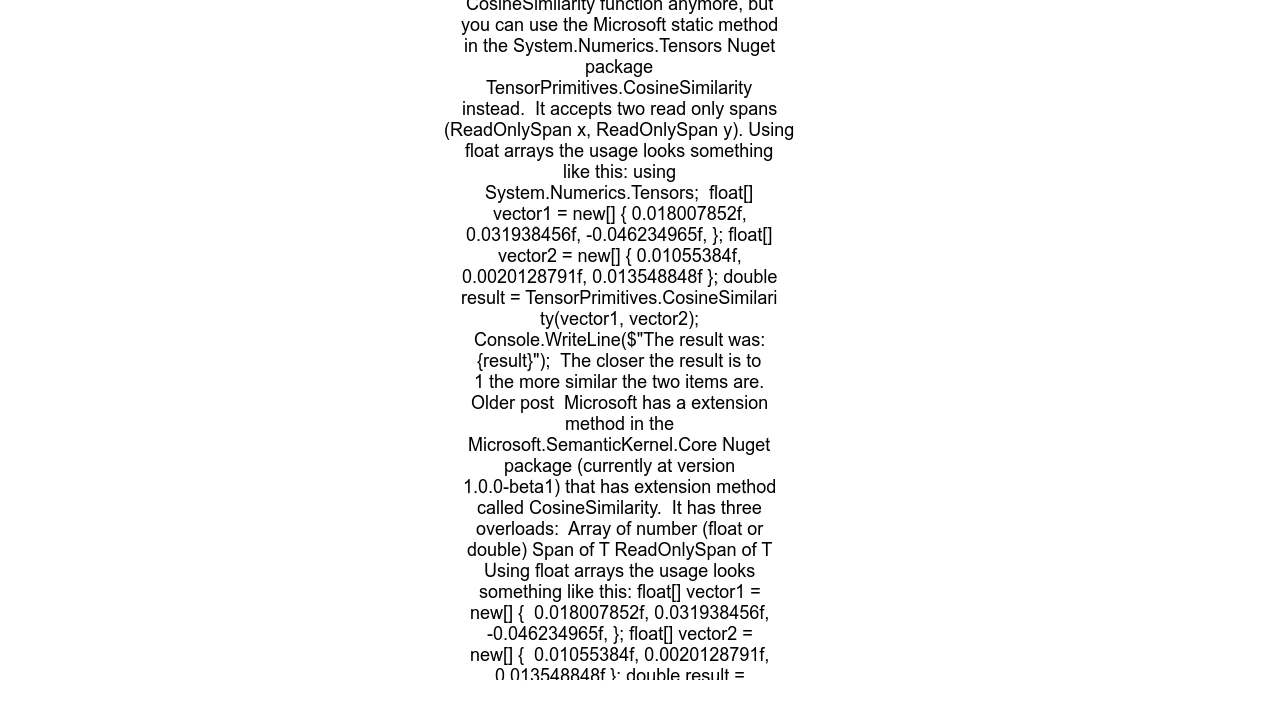 CosineSimilarity function anymore, but
you can use the Microsoft static method
in the System.Numerics.Tensors Nuget
package
TensorPrimitives.CosineSimilarity
instead.  It accepts two read only spans
(ReadOnlySpan x, ReadOnlySpan y). Using
float arrays the usage looks something
like this: using
System.Numerics.Tensors;  float[]
vector1 = new[] { 0.018007852f,
0.031938456f, -0.046234965f, }; float[]
vector2 = new[] { 0.01055384f,
0.0020128791f, 0.013548848f }; double
result = TensorPrimitives.CosineSimilari
ty(vector1, vector2);
Console.WriteLine($"The result was:
{result}");  The closer the result is to
1 the more similar the two items are.
Older post  Microsoft has a extension
method in the
Microsoft.SemanticKernel.Core Nuget
package (currently at version
1.0.0-beta1) that has extension method
called CosineSimilarity.  It has three
overloads:  Array of number (float or
double) Span of T ReadOnlySpan of T
Using float arrays the usage looks
something like this: float[] vector1 =
new[] {  0.018007852f, 0.031938456f,
-0.046234965f, }; float[] vector2 =
new[] {  0.01055384f, 0.0020128791f,
0.013548848f }; double result =